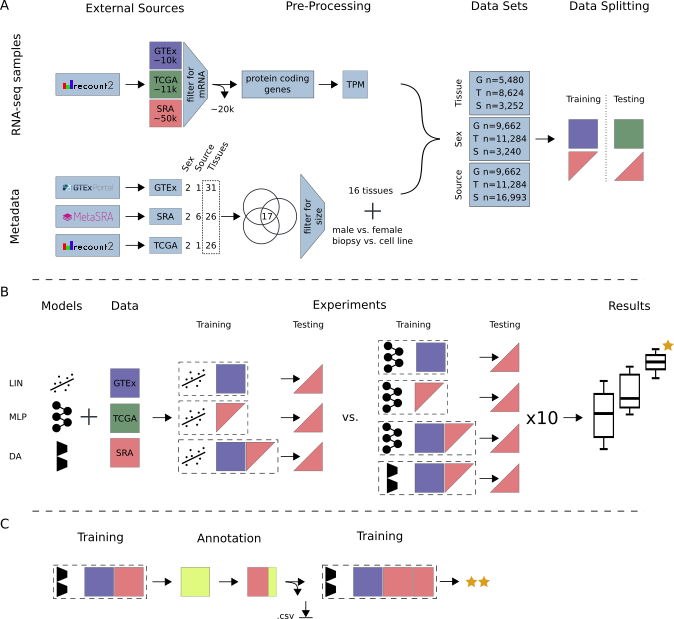 A
External Sources
Pre-Processing
Data Sets
Data Splitting
RNA-seq samples
recount2
GTEx
~10k
TCGA
~11k
SRA
~50k
filter for
mRNA
~20k
protein coding
genes
TPM
Tissue
G n=5,480
T n=8,624
S n=3,252
Sex
G n=9,662
T n=11,284
S n=3,240
Source
G n=9,662
T n=11,284
S n=16,993
Training
Testing
Metadata
Sex
Source
Tissues
GTExPortal
GTEx
2 1 31
MetaSRA
SRA
2 6 26
recount2
TCGA
2 1 26
17
filter for
size
16 tissues
male vs. female
biopsy vs. cell line
B
Models
Data
Experiments
Results
Training
Testing
Training
Testing
LIN
MLP
DA
GTEx
TCGA
SRA
vs.
x10
C
Training
Annotation
Training
.csv